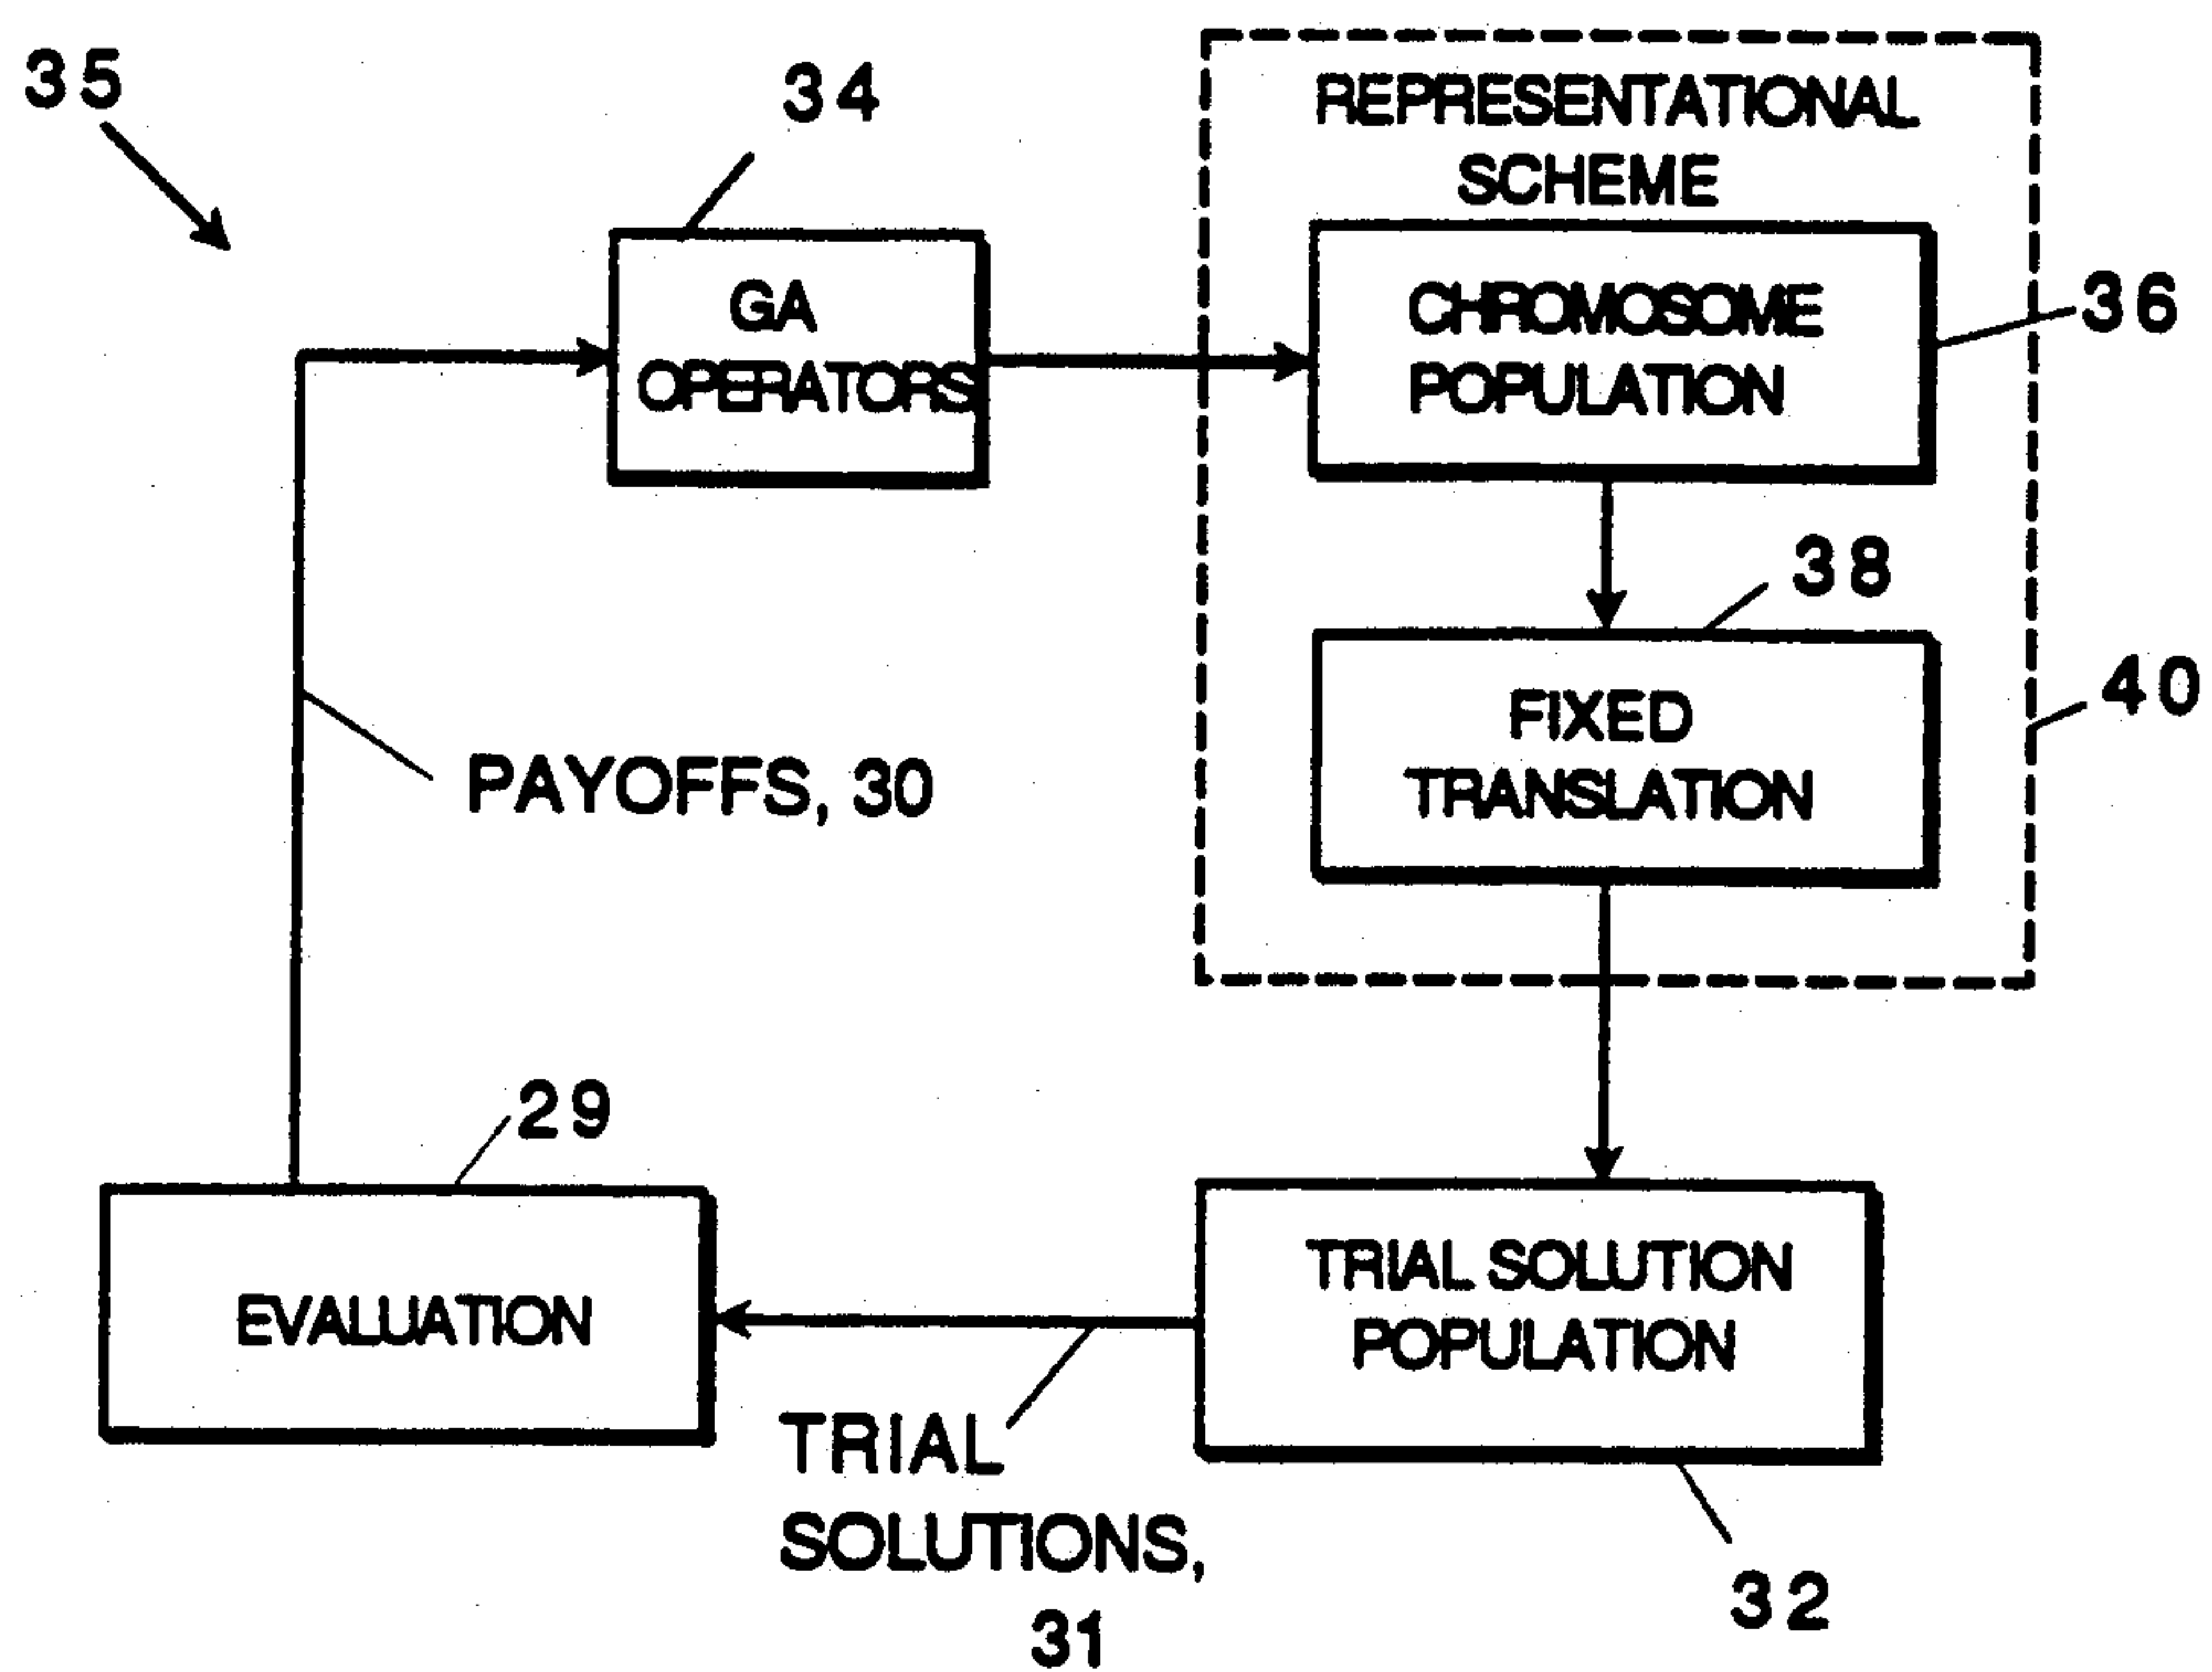 35
34
REPRESENTATIONAL
SCHEME
GA
OPERATORS
CHROMOSOME
POPULATION
36
38
FIXED
TRANSLATION
40
PAYOFFS, 30
29
EVALUATION
TRIAL SOLUTION
POPULATION
TRIAL
SOLUTIONS,
31
32